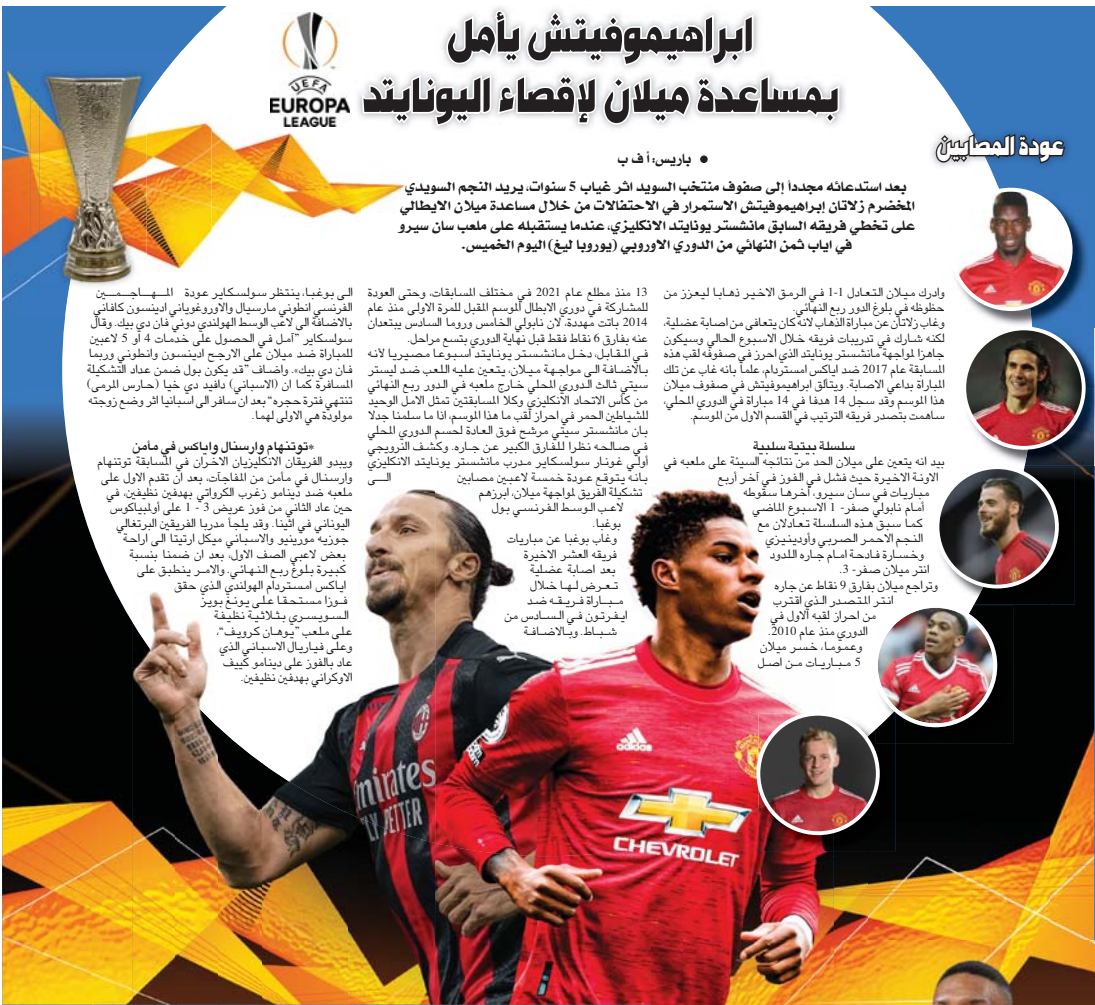 ابراهيموفيتش يأمل
بمساعدة ميلان لإقصاء اليونايتد
UEFA
EUROPA
LEAGUE
عودة المصابين
● باريس: أ ف ب
بعد استدعائه مجدداً إلى صفوف منتخب السويد اثر غياب 5 سنوات، يريد النجم السويدي
المخضرم زلاتان إبراهيموفيتش الاستمرار في الاحتفالات من خلال مساعدة ميلان الايطالي
على تخطي فريقه السابق مانشستر يونايتد الانكليزي، عندما يستقبله على ملعب سان سيرو
في اياب ثمن النهائي من الدوري الاوروبي (يوروبا ليغ) اليوم الخميس.
وادرك ميلان التعادل 1-1 في الرمق الاخير ذهابا ليعزز من
حظوظه في بلوغ الدور ربع النهائي.
وغاب زلاتان عن مباراة الذهاب لانه كان يتعافى من اصابة عضلية،
لكنه شارك في تدريبات فريقه خلال الاسبوع الحالي وسيكون
جاهزا لمواجهة مانشستر يونايتد الذي احرز في صفوفه لقب هذه
المسابقة عام 2017 ضد اياكس امستردام، علماً بانه غاب عن تلك
المباراة بداعي الاصابة. ويتألق ابراهيموفيتش في صفوف ميلان
هذا الموسم وقد سجل 14 هدفا في 14 مباراة في الدوري المحلي،
ساهمت بتصدر فريقه الترتيب في القسم الاول من الموسم.
سلسلة بيتية سلبية
بيد انه يتعين على ميلان الحد من نتائجه السيئة على ملعبه في
الاونة الاخيرة حيث فشل في الفوز في آخر أربع
مباريات في سان سيرو، آخرها سقوطه
أمام نابولي صفر- 1 الاسبوع الماضي
كما سبق هذه السلسلة تعادلان مع
النجم الاحمر الصربي وأودينيزي
وخسارة فادحة امام جاره اللدود
انتر ميلان صفر- 3.
وتراجع ميلان بفارق 9 نقاط عن جاره
انتر المتصدر الذي اقترب
من احراز لقبه الاول في
الدوري منذ عام 2010.
وعموما، خسر ميلان
5 مباريات من اصل
13 منذ مطلع عام 2021 في مختلف المسابقات، وحتى العودة
للمشاركة في دوري الابطال الموسم المقبل للمرة الاولى منذ عام
2014 باتت مهددة، لان نابولي الخامس وروما السادس يبتعدان
عنه بفارق 6 نقاط فقط قبل نهاية الدوري بتسع مراحل.
في المقابل، دخل مانشستر يونايتد أسبوعا مصيريا لأنه
بالاضافة الى مواجهة ميلان، يتعين عليه اللعب ضد ليستر
سيتي ثالث الدوري المحلي خارج ملعبه في الدور ربع النهائي
من كأس الاتحاد الانكليزي وكلا المسابقتين تمثل الامل الوحيد
للشياطين الحمر في احراز لقب ما هذا الموسم، اذا ما سلمنا جدلا
بان مانشستر سيتي مرشح فوق العادة لحسم الدوري المحلي
في صالحه نظرا للفارق الكبير عن جاره. وكشف النرويجي
أولي غونار سولسكاير مدرب مانشستر يونايتد الانكليزي
بانه يتوقع عودة خمسة لاعبين مصابين الى
تشكيلة الفريق لمواجهة ميلان، ابرزهم
لاعب الوسط الفرنسي بول
بوغبا.
وغاب بوغبا عن مباريات
فريقه العشر الاخيرة
بعد اصابة عضلية
تعرض لها خلال
مباراة فريقه ضد
ايفرتون في السادس من
شباط. وبالاضافة
الى بوغبا، ينتظر سولسكاير عودة المهاجمين
الفرنسي انطوني مارسيال والاوروغوياني ادينسون كافاني
بالاضافة الى لاعب الوسط الهولندي دوني فان دي بيك. وقال
سولسكاير "آمل في الحصول على خدمات 4 أو 5 لاعبين
للمباراة ضد ميلان على الارجح ادينسون وانطوني وربما
فان دي بيك». واضاف "قد يكون بول ضمن عداد التشكيلة
المسافرة كما ان (الاسباني) دافيد دي خيا (حارس المرمى)
تنتهي فترة حجره" بعد ان سافر الى اسبانيا اثر وضع زوجته
مولودة هي الاولى لهما.
*توتنهام وارسنال واياكس في مأمن
ويبدو الفريقان الانكليزيان الاخران في المسابقة توتنهام
وارسنال في مأمن من المفاجات، بعد أن تقدم الاول على
ملعبه ضد دينامو زغرب الكرواتي بهدفين نظيفين، في
حين عاد الثاني من فوز عريض 3 - 1 على أولمبياكوس
اليوناني في اثينا. وقد يلجأ مدربا الفريقين البرتغالي
جوزيه مورينيو والاسباني ميكل ارتيتا الى اراحة
بعض لاعبي الصف الاول، بعد ان ضمنا بنسبة
كبيرة بلوغ ربع النهائي. والامر ينطبق على
اياكس امستردام الهولندي الذي حقق
فوزا مستحقا على يونغ بويز
السويسري بثلاثية نظيفة
على ملعب "يوهان كرويف"،
وعلى فياريال الاسباني الذي
عاد بالفوز على دينامو كييف
الاوكراني بهدفين نظيفين.
Emirates
FLY BETTER
adidas
CHEVROLET